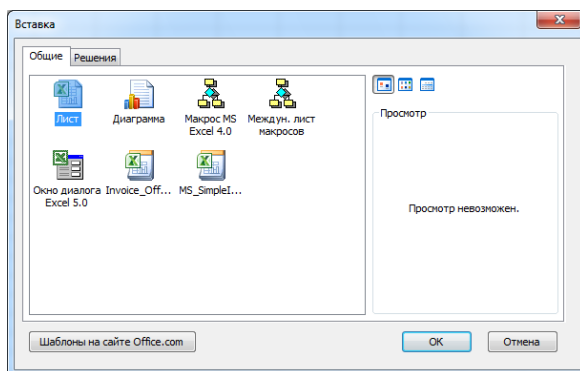 Вставка
Общие
Решения
Лист
Диаграмма
Макрос MS
Excel 4.0
Междун. лист
макросов
Окно диалога
Excel 5.0
Invoice_Off...
MS_SimpleI...
Просмотр
Просмотр невозможен.
Шаблоны на сайте Office.com
ОК
Отмена